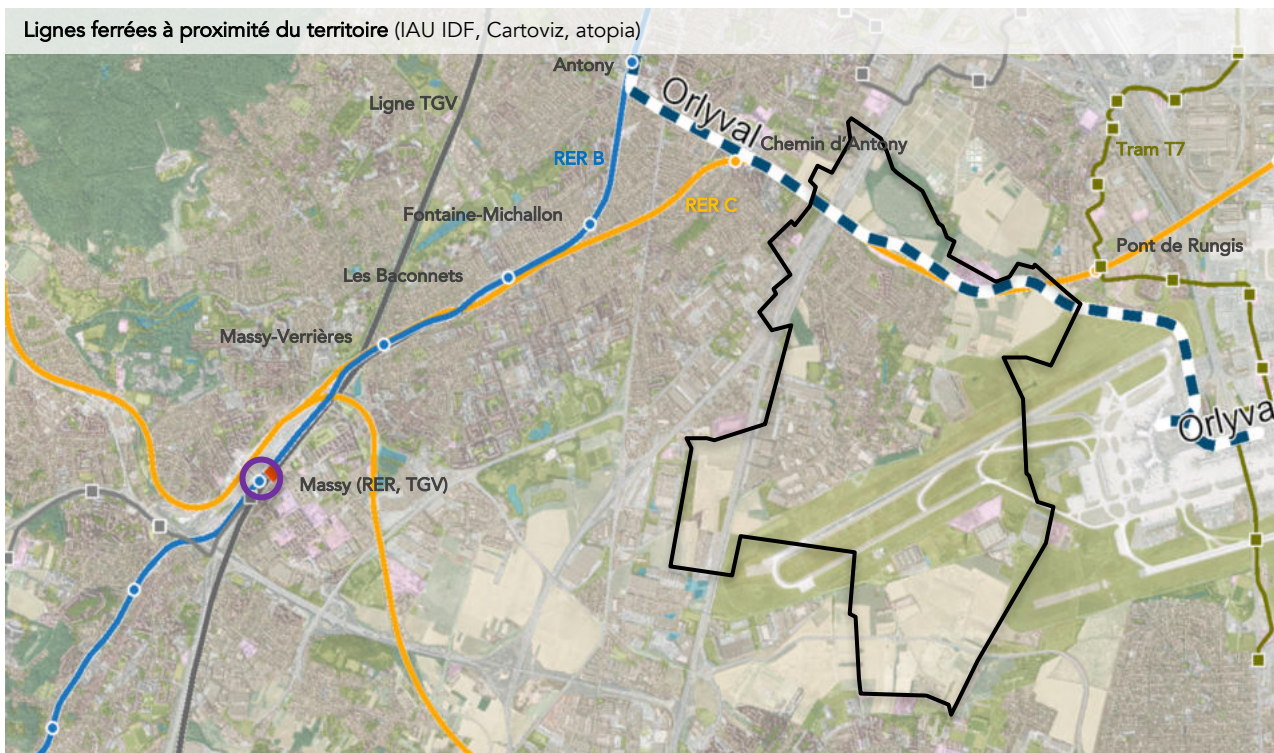 Lignes ferrées à proximité du territoire (IAU IDF, Cartoviz, atopia)
Antony
Ligne TGV
Orlyval
Chemin d'Antony
Tram T7
RER B
RER C
Fontaine-Michallon
Pont de Rungis
Les Baconnets
Massy-Verrières
Orlyva
Massy (RER, TGV)